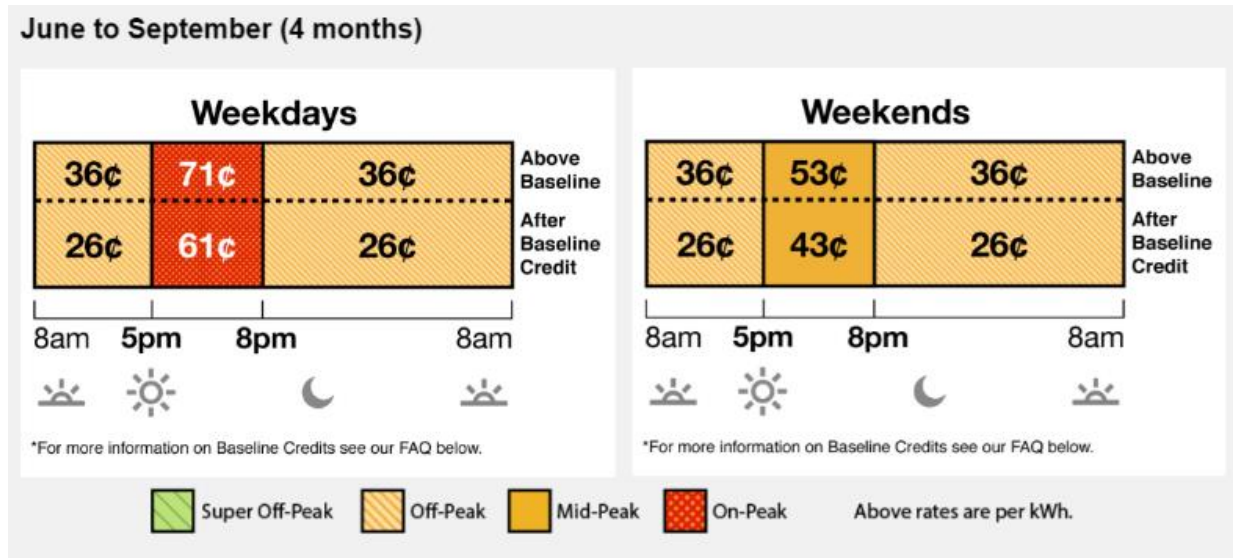 June to September (4 months)
Weekdays
36¢ 71¢ 36¢
Above
Baseline
26¢ 61¢ 26¢
After
Baseline
Credit
8am 5pm 8pm 8am
*For more information on Baseline Credits see our FAQ below.
Weekends
36¢ 53¢ 36¢
Above
Baseline
26¢ 43¢ 26¢
After
Baseline
Credit
8am 5pm 8pm 8am
*For more information on Baseline Credits see our FAQ below.
Super Off-Peak Off-Peak Mid-Peak On-Peak Above rates are per kWh.